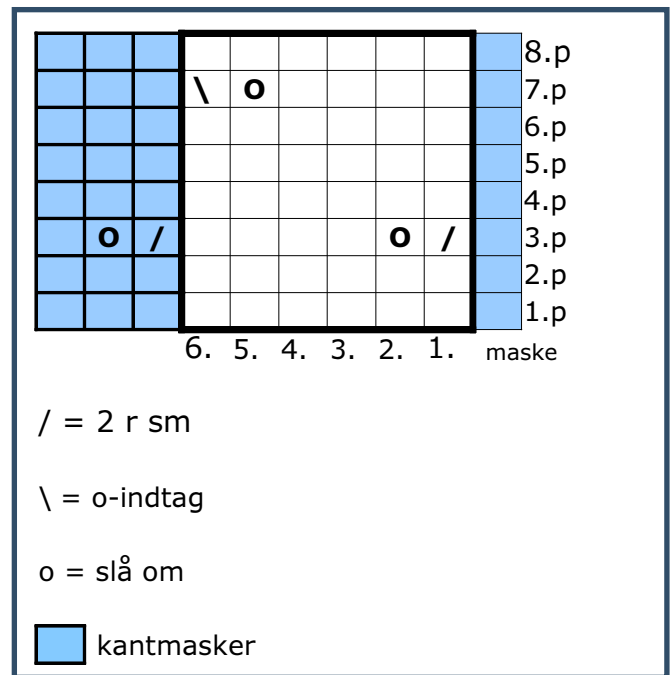 8.p
\ o 7.p
6.p
5.p
4.p
o / o / 3.p
2.p
1.p
6. 5. 4. 3. 2. 1. maske
/ = 2 r sm
\ = o-indtag
o = slå om
kantmasker